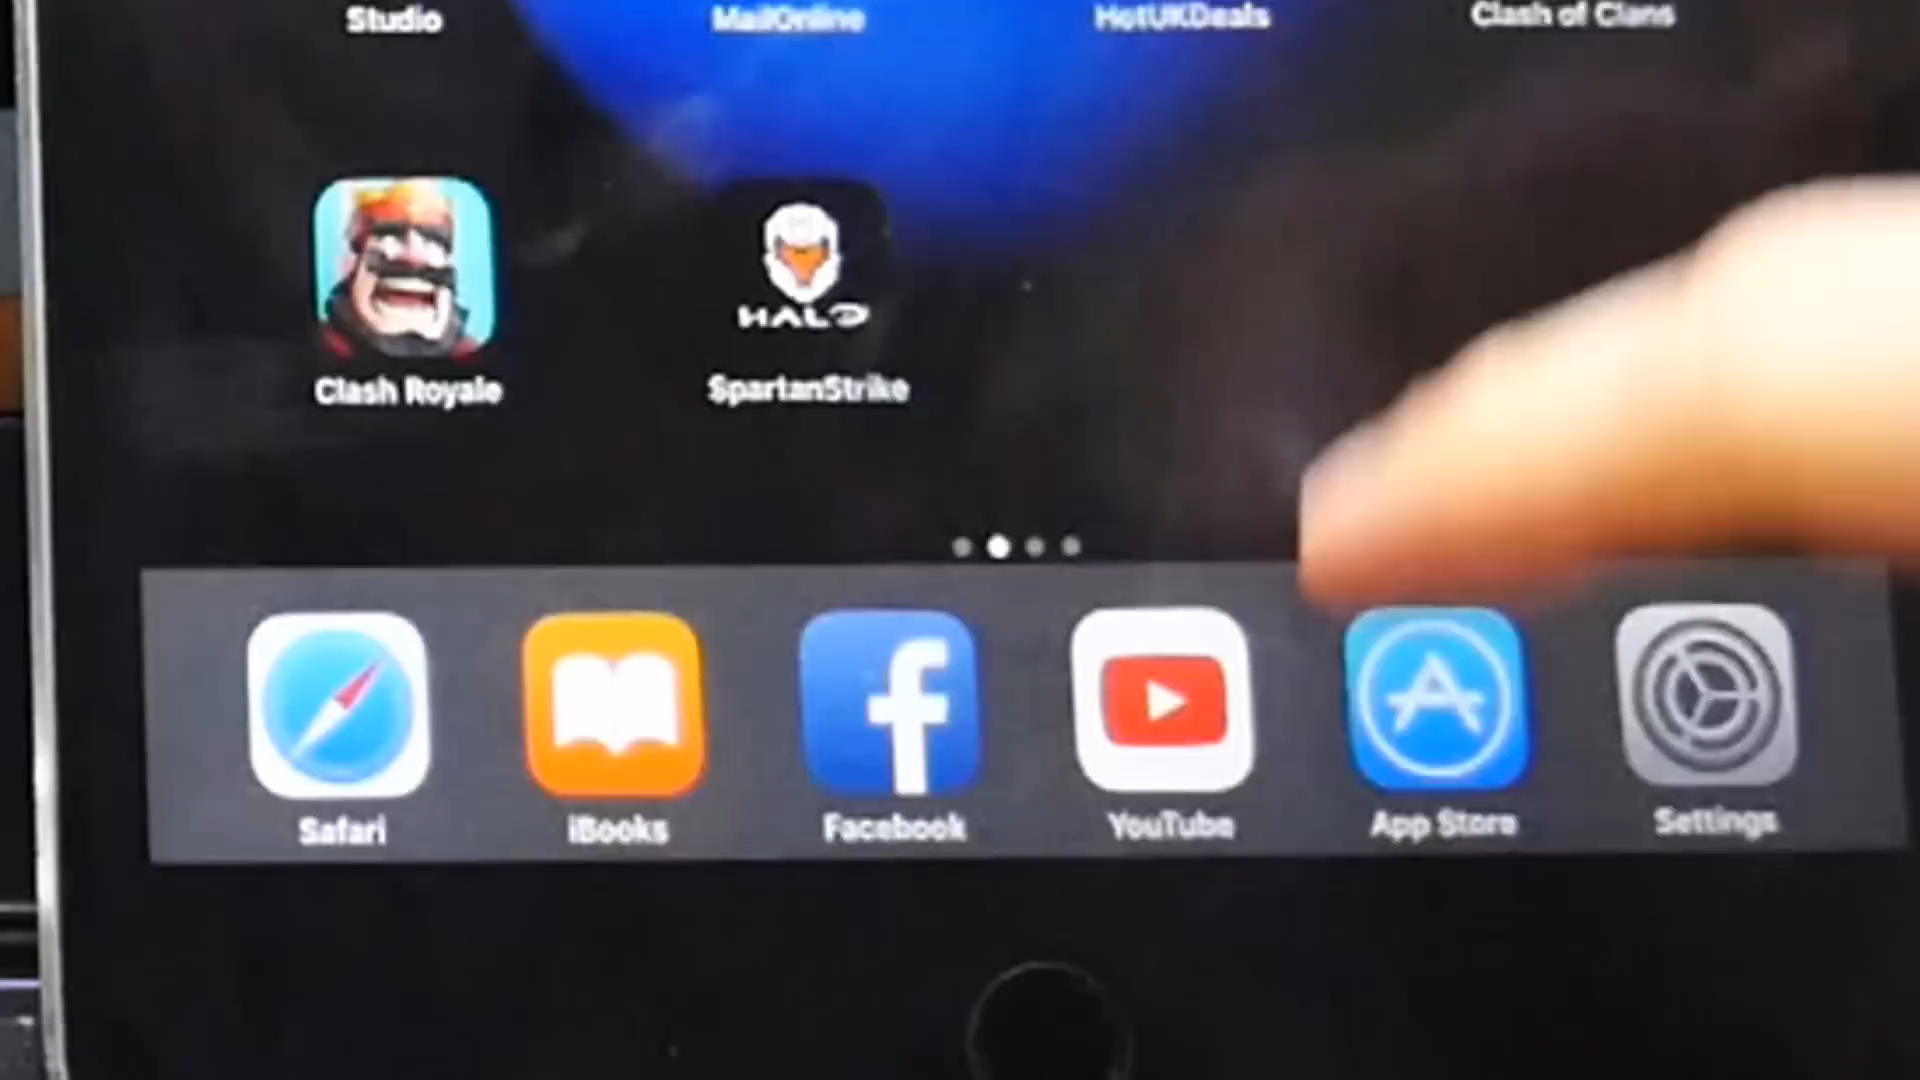 Studio
MailOnline
HotUKDeals
Clash of Clans
HALO
Clash Royale
SpartanStrike
Safari
iBooks
Facebook
YouTube
App Store
Settings